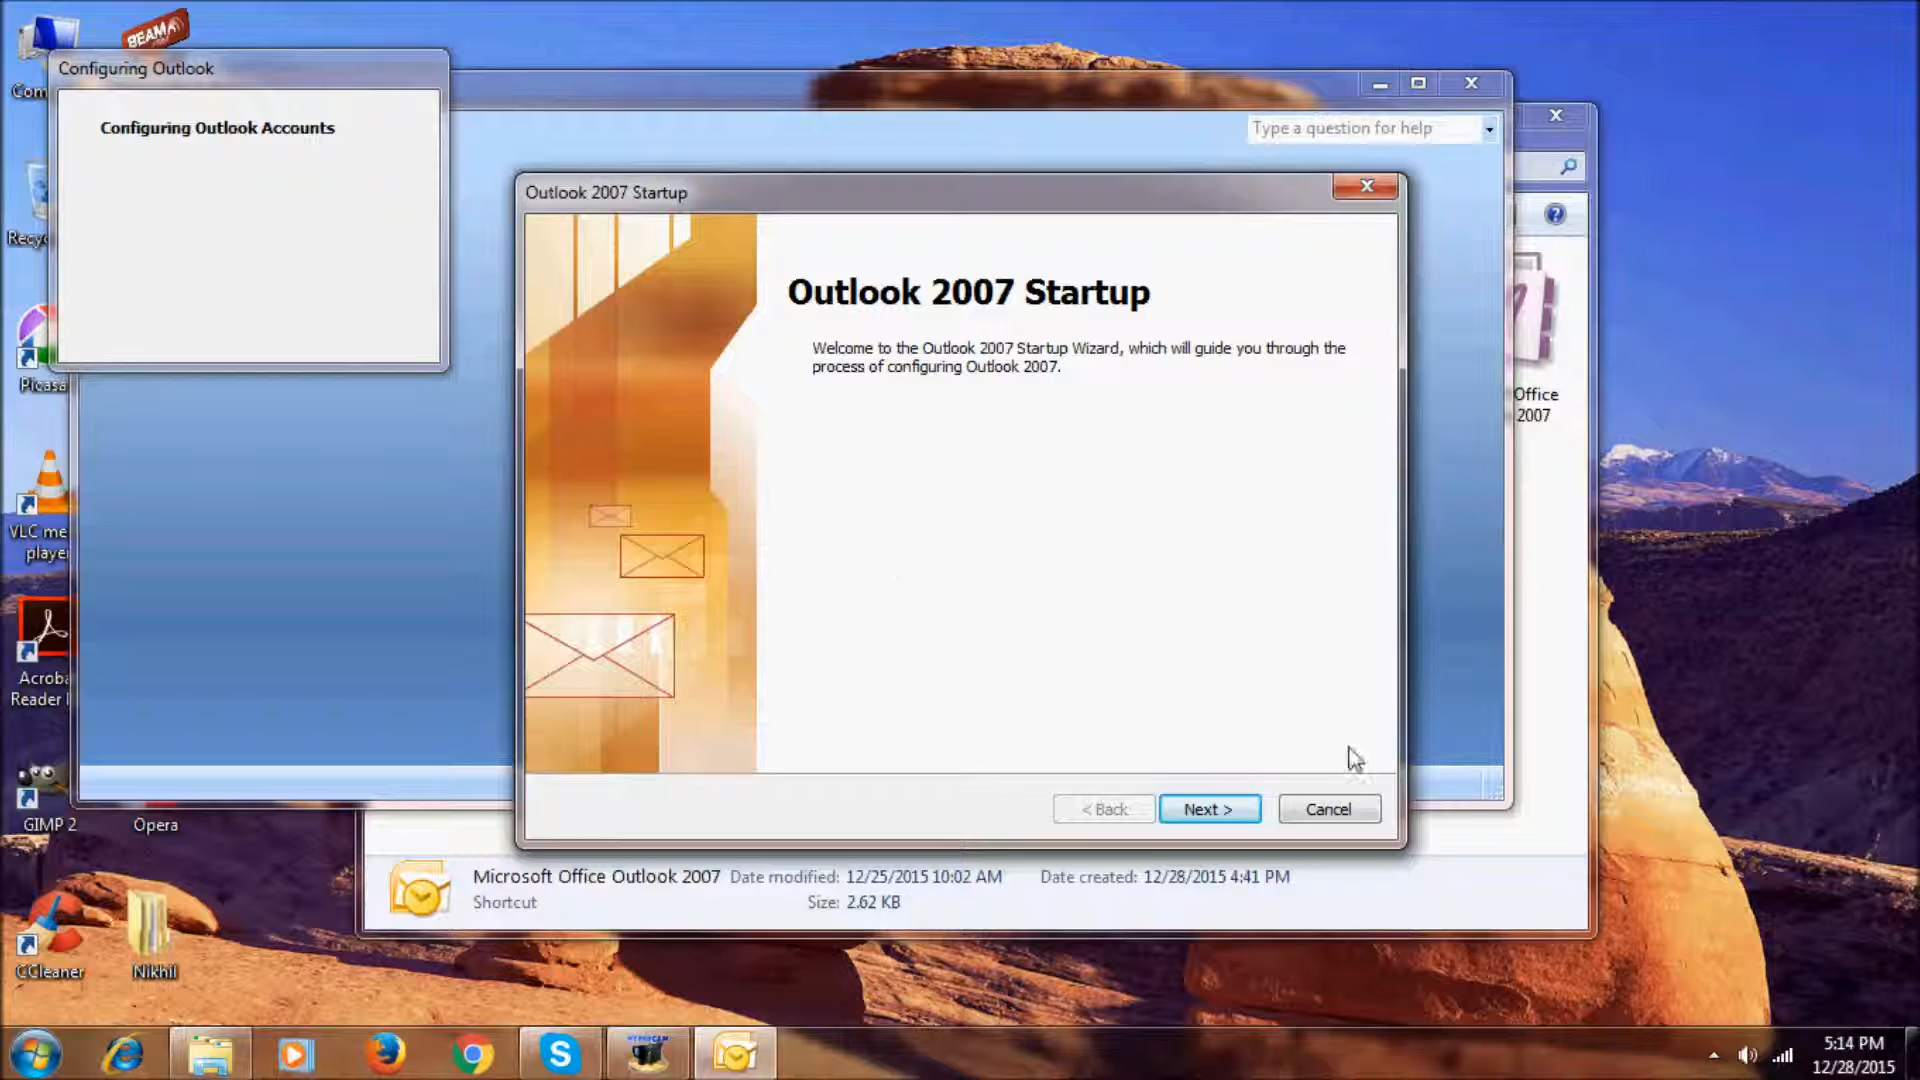 BEAMA
Com
Configuring Outlook
Configuring Outlook Accounts
Type a question for help
Outlook 2007 Startup
Outlook 2007 Startup
Welcome to the Outlook 2007 Startup Wizard, which will guide you through the
process of configuring Outlook 2007.
< Back
Next >
Cancel
Office
2007
Recyc
Picasa
VLC me
player
Acroba
Reader
GIMP 2
Opera
CCleaner
Nikhil
Microsoft Office Outlook 2007
Date modified: 12/25/2015 10:02 AM
Date created: 12/28/2015 4:41 PM
Shortcut
Size: 2.62 KB
HYPERCAM
5:14 PM
12/28/2015